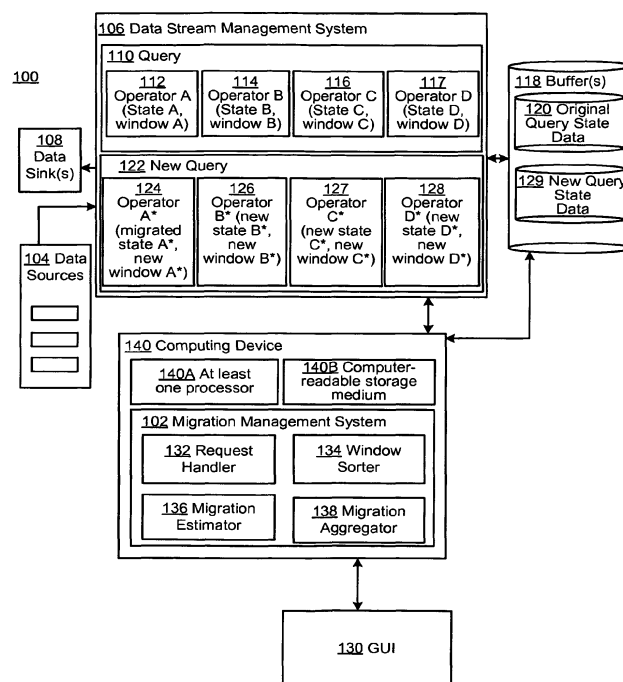 100
106 Data Stream Management System
110 Query
112
Operator A
(State A,
window A)
114
Operator B
(State B,
window B)
116
Operator C
(State C,
window C)
117
Operator D
(State D,
window D)
122 New Query
124
Operator
A*
(migrated
state A*,
new
window A*)
126
Operator
B* (new
state B*,
new
window B*)
127
Operator
C*
(new state
C*, new
window C*)
128
Operator
D* (new
state D*,
new
window D*)
108
Data
Sink(s)
104 Data
Sources
118 Buffer(s)
120 Original
Query State
Data
129 New Query
State
Data
140 Computing Device
140A At least
one processor
140B Computer-
readable storage
medium
102 Migration Management System
132 Request
Handler
134 Window
Sorter
136 Migration
Estimator
138 Migration
Aggregator
130 GUI